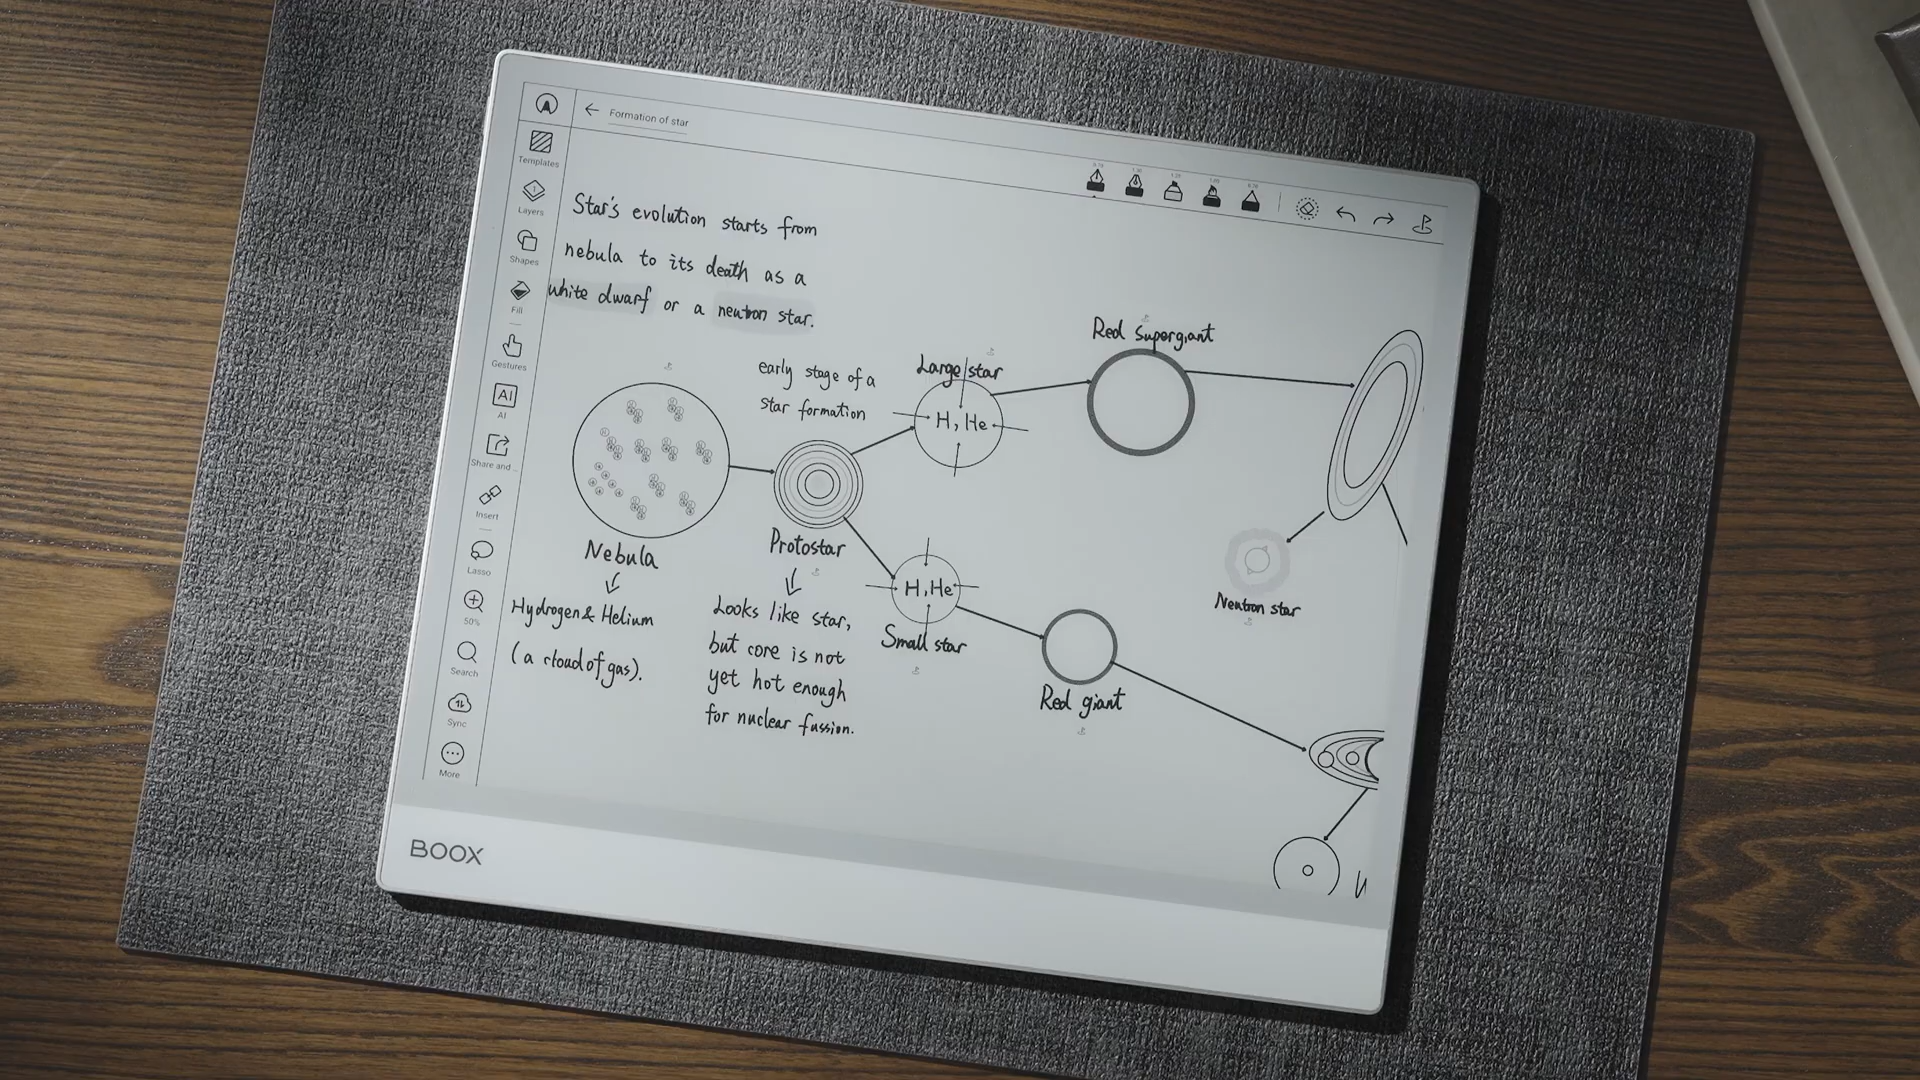 Formation of star
Templates
Layers
Shapes
Fill
Gestures
AI
AI
Share and ...
Insert
Lasso
50%
Search
Sync
More
Star's evolution starts from
nebula to its death as a
white dwarf or a neutron star.
early stage of a
star formation
Large star
H, He
Red Supergiant
Nebula
Hydrogen & Helium
(a cloud of gas).
Protostar
Looks like star,
but core is not
yet hot enough
for nuclear fussion.
H, He
Small star
Red giant
Neutron star
BOOX